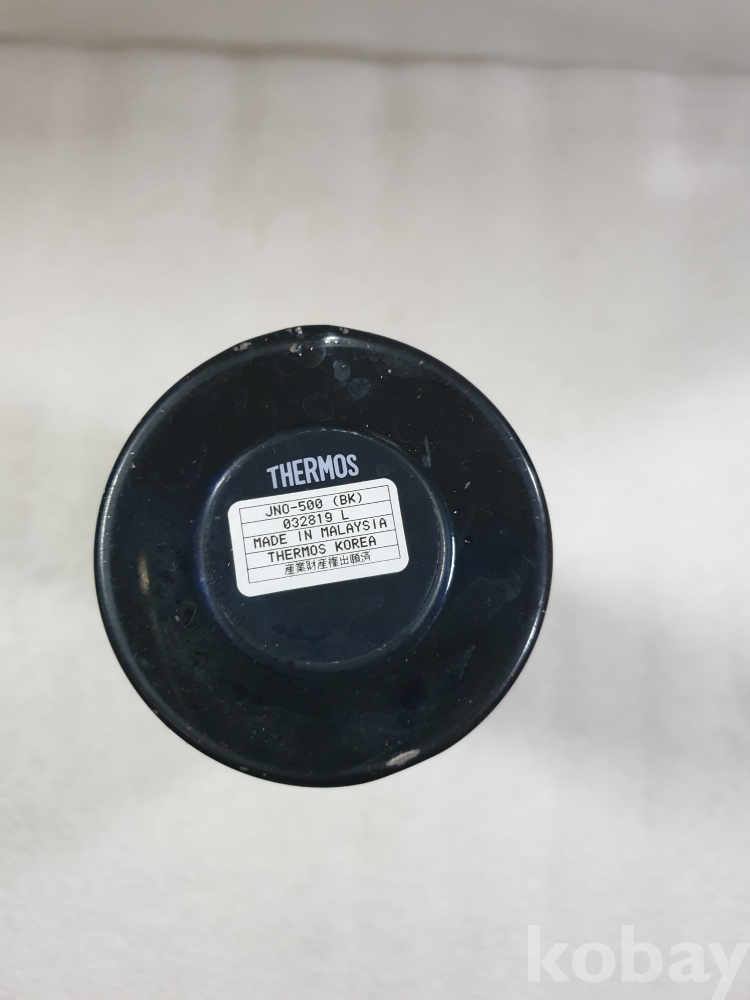 THERMOS
JNO-500 (BK)
032819 L
MADE IN MALAYSIA
THERMOS KOREA
産業財産権出願済
kobay